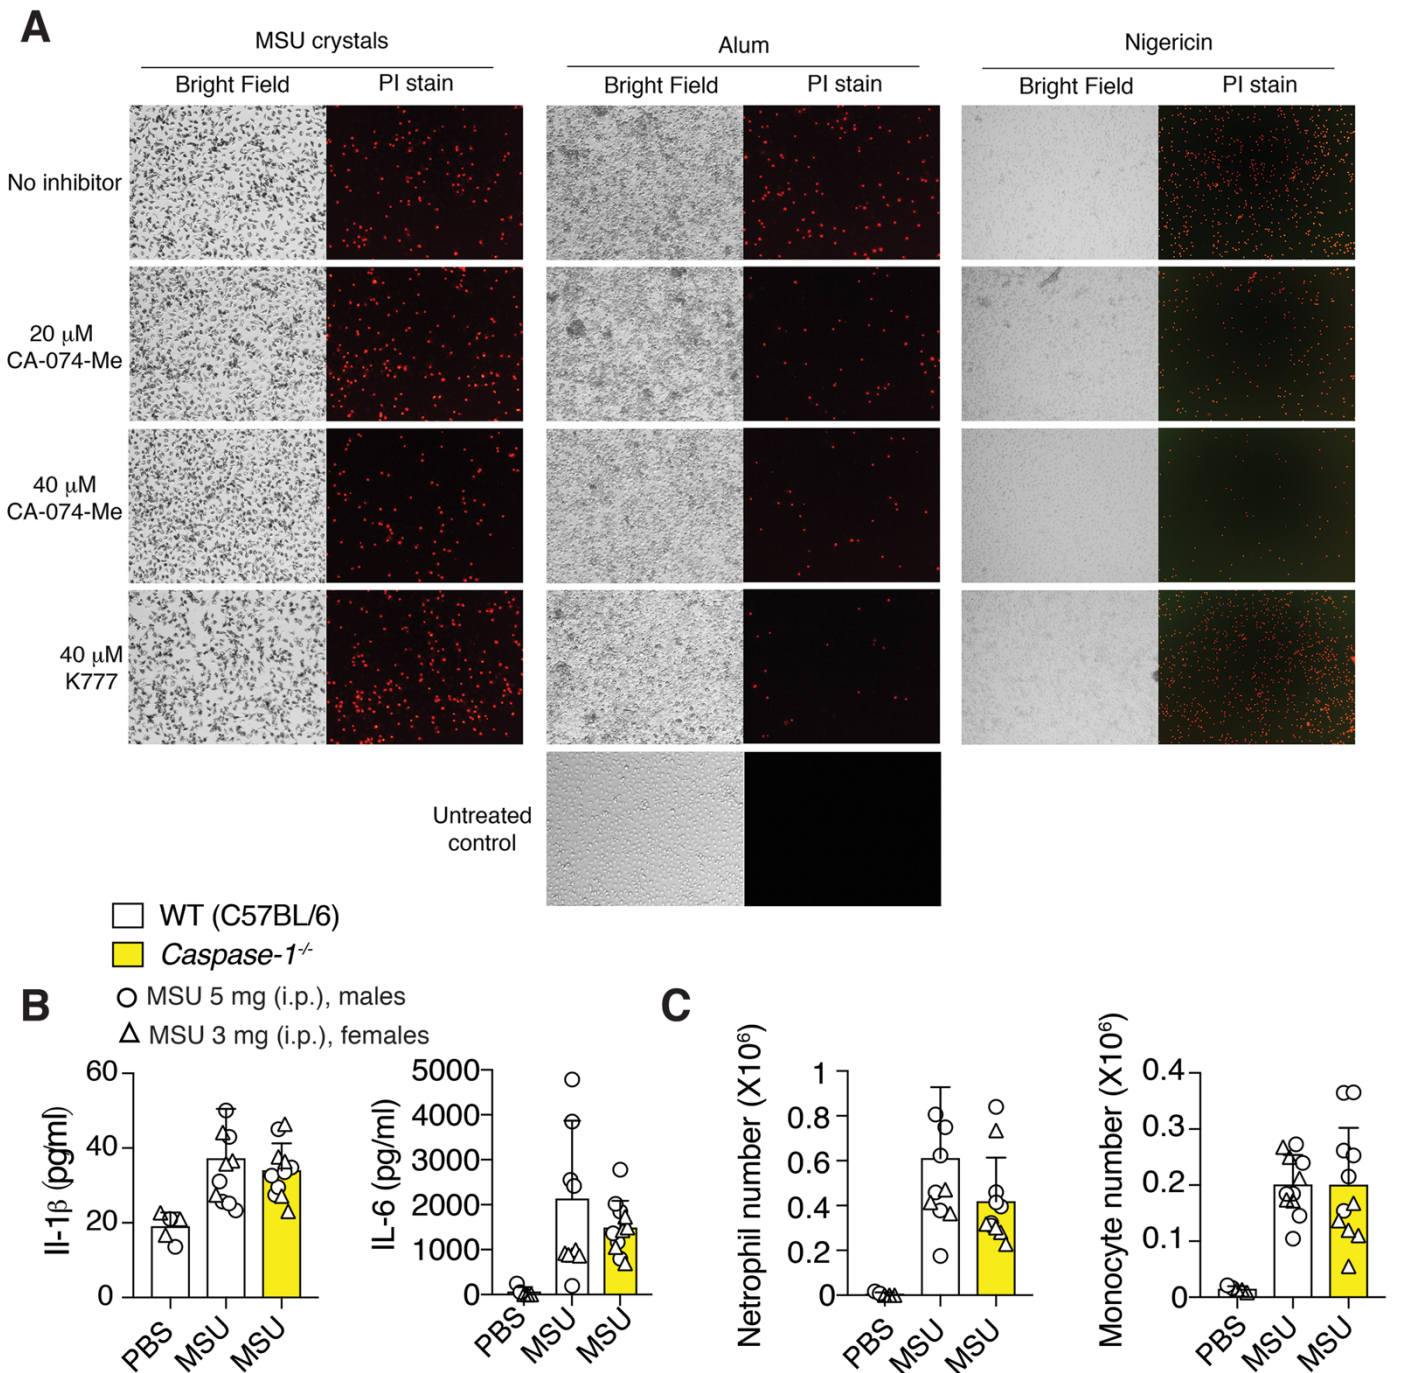 A
MSU crystals
Alum
Nigericin
Bright Field
PI stain
Bright Field
PI stain
Bright Field
PI stain
No inhibitor
20 μM
CA-074-Me
40 μM
CA-074-Me
40 μM
K777
Untreated
control
WT (C57BL/6)
Caspase-1-/-
MSU 5 mg (i.p.), males
MSU 3 mg (i.p.), females
B
Il-1β (pg/ml)
60
40
20
0
PBS
MSU
MSU
IL-6 (pg/ml)
5000
4000
3000
2000
1000
0
PBS
MSU
MSU
C
Netrophil number (X10⁶)
1
0.8
0.6
0.4
0.2
0
PBS
MSU
MSU
Monocyte number (X10⁶)
0.4
0.3
0.2
0.1
0
PBS
MSU
MSU